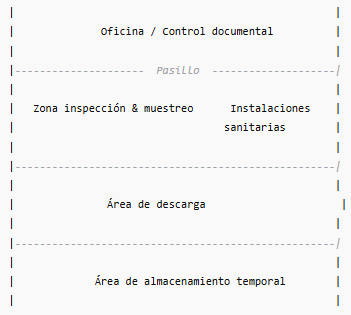 Oficina / Control documental
Pasillo
Zona inspección & muestreo Instalaciones
sanitarias
Área de descarga
Área de almacenamiento temporal